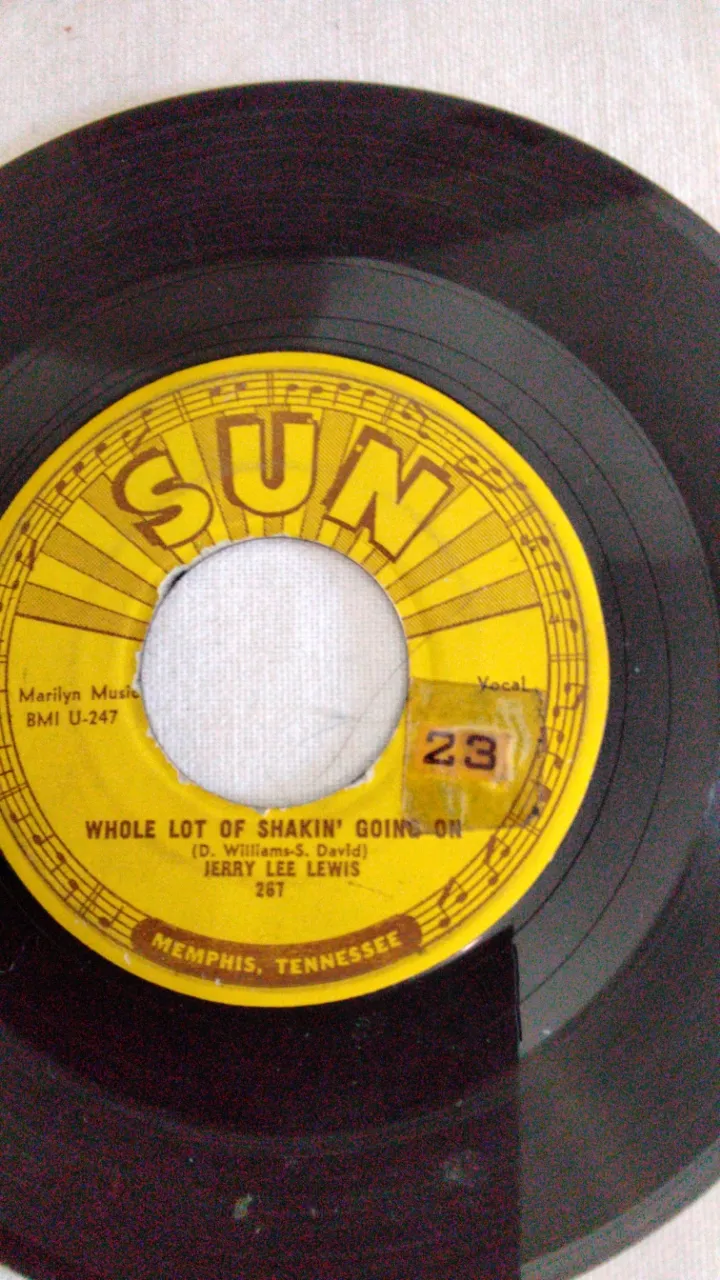 SUN
Marilyn Music
BMI U-247
Vocal
23
WHOLE LOT OF SHAKIN' GOING ON
(D. Williams-S. David)
JERRY LEE LEWIS
267
MEMPHIS, TENNESSEE